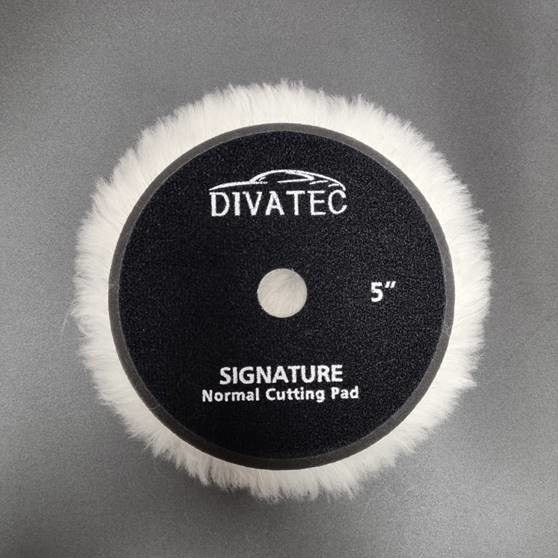 DIVATEC
5”
SIGNATURE
Normal Cutting Pad